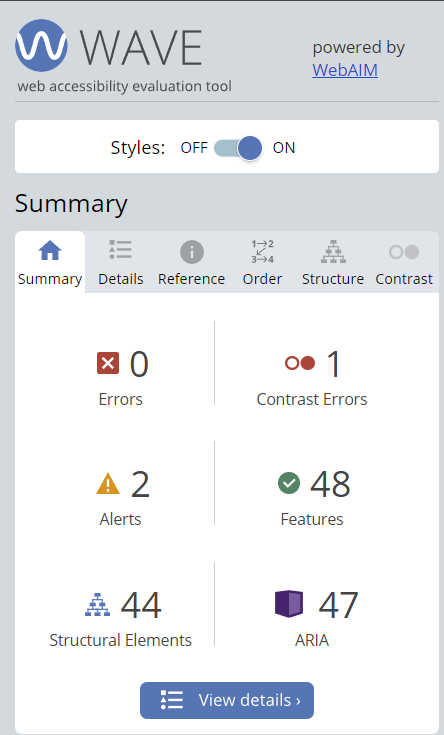 WAVE
web accessibility evaluation tool
powered by
WebAIM
Styles: OFF ON
Summary
Summary Details Reference Order Structure Contrast
1→2
3→4
0
Errors
1
Contrast Errors
2
Alerts
48
Features
44
Structural Elements
47
ARIA
View details ›